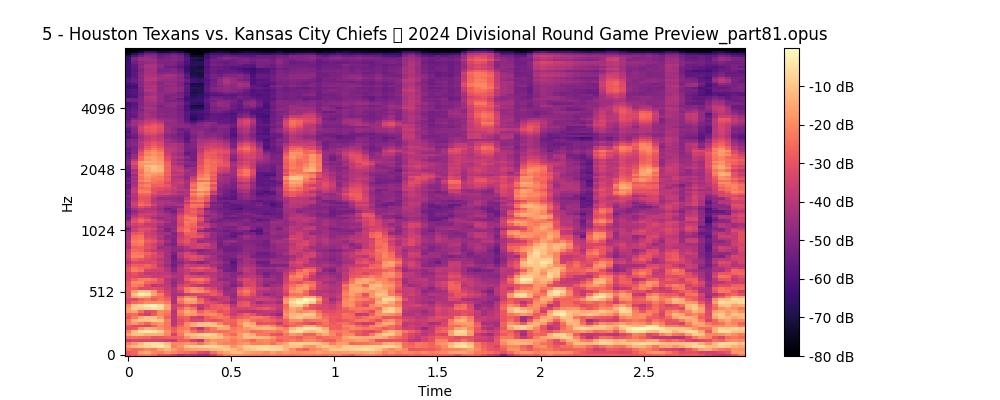 5 - Houston Texans vs. Kansas City Chiefs ▯ 2024 Divisional Round Game Preview_part81.opus
4096
2048
1024
512
0
Hz
0
0.5
1
1.5
2
2.5
Time
-10 dB
-20 dB
-30 dB
-40 dB
-50 dB
-60 dB
-70 dB
-80 dB